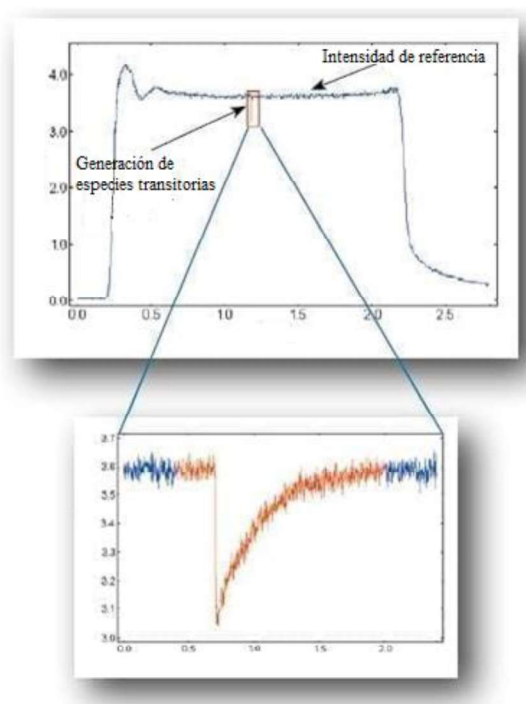 Intensidad de referencia
4.0
3.0
Generación de
especies transitorias
2.0
1.0
0.0
0.0 0.5 1.0 1.5 2.0 2.5
3.7
3.6
3.5
3.4
3.3
3.2
3.1
3.0
0.0 0.5 1.0 1.5 2.0